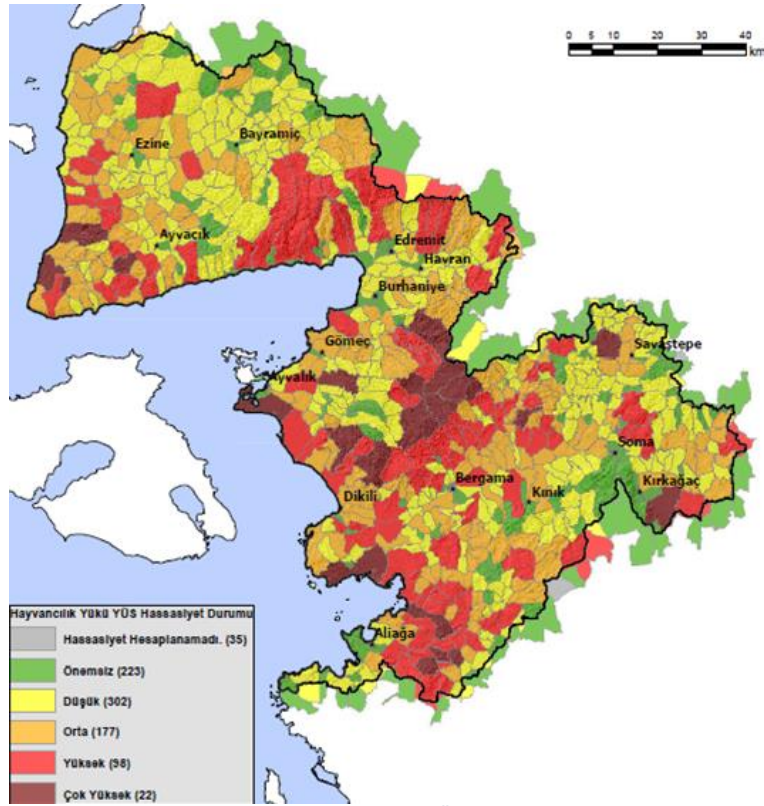 0 5 10 20 30 40
km
Ezine
Bayramiç
Ayvacık
Edremit
Havran
Burhaniye
Gömeç
Savaştepe
Ayvalık
Soma
Bergama
Kırkağaç
Dikili
Kınık
Aliağa
Hayvancılık Yükü YÜS Hassasiyet Durumu
Hassasiyet Hesaplanamadı. (35)
Önemsiz (223)
Düşük (302)
Orta (177)
Yüksek (98)
Çok Yüksek (22)